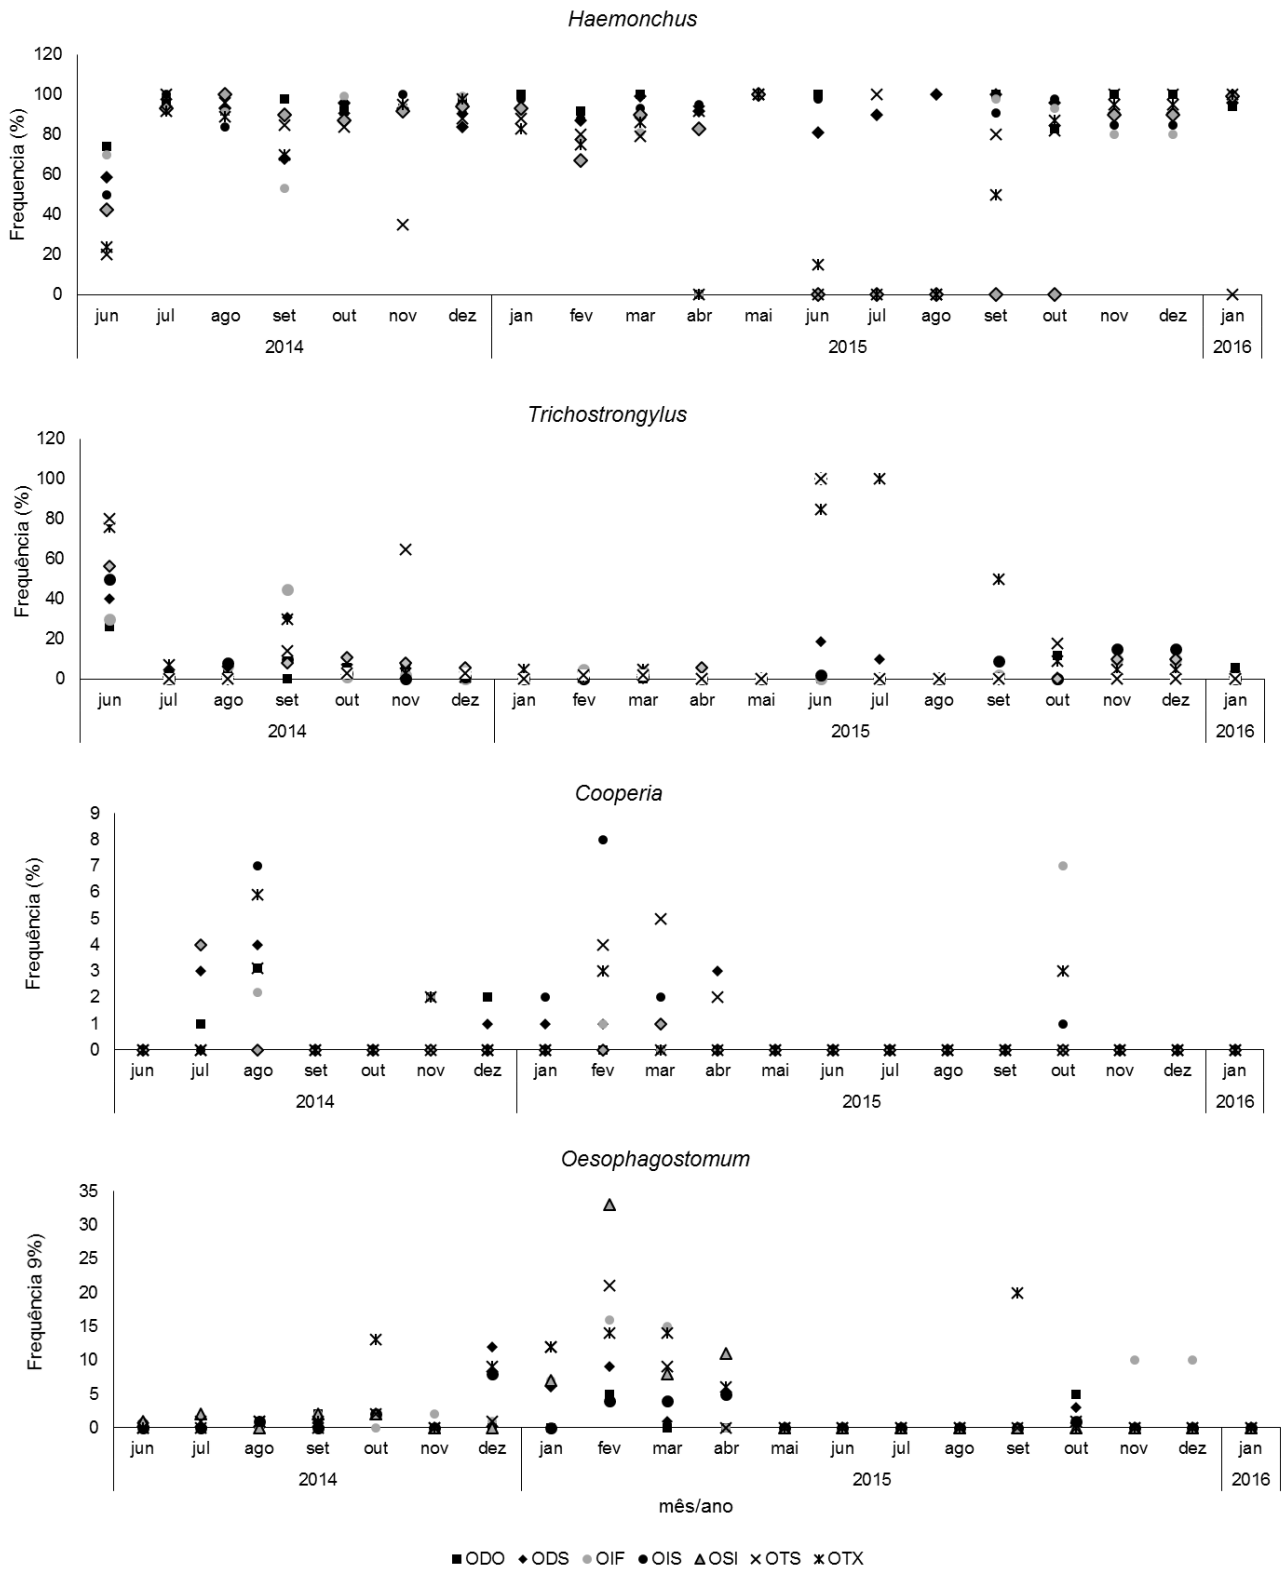 Haemonchus
Frequencia (%)
120
100
80
60
40
20
0
jun jul ago set out nov dez jan fev mar abr mai jun jul ago set out nov dez jan
2014 2015 2016
Trichostrongylus
Frequência (%)
120
100
80
60
40
20
0
jun jul ago set out nov dez jan fev mar abr mai jun jul ago set out nov dez jan
2014 2015 2016
Cooperia
Frequência (%)
9
8
7
6
5
4
3
2
1
0
jun jul ago set out nov dez jan fev mar abr mai jun jul ago set out nov dez jan
2014 2015 2016
Oesophagostomum
Frequência 9%)
35
30
25
20
15
10
5
0
jun jul ago set out nov dez jan fev mar abr mai jun jul ago set out nov dez jan
2014 2015 2016
mês/ano
ODO ODS OIF OIS OSI OTS OTX